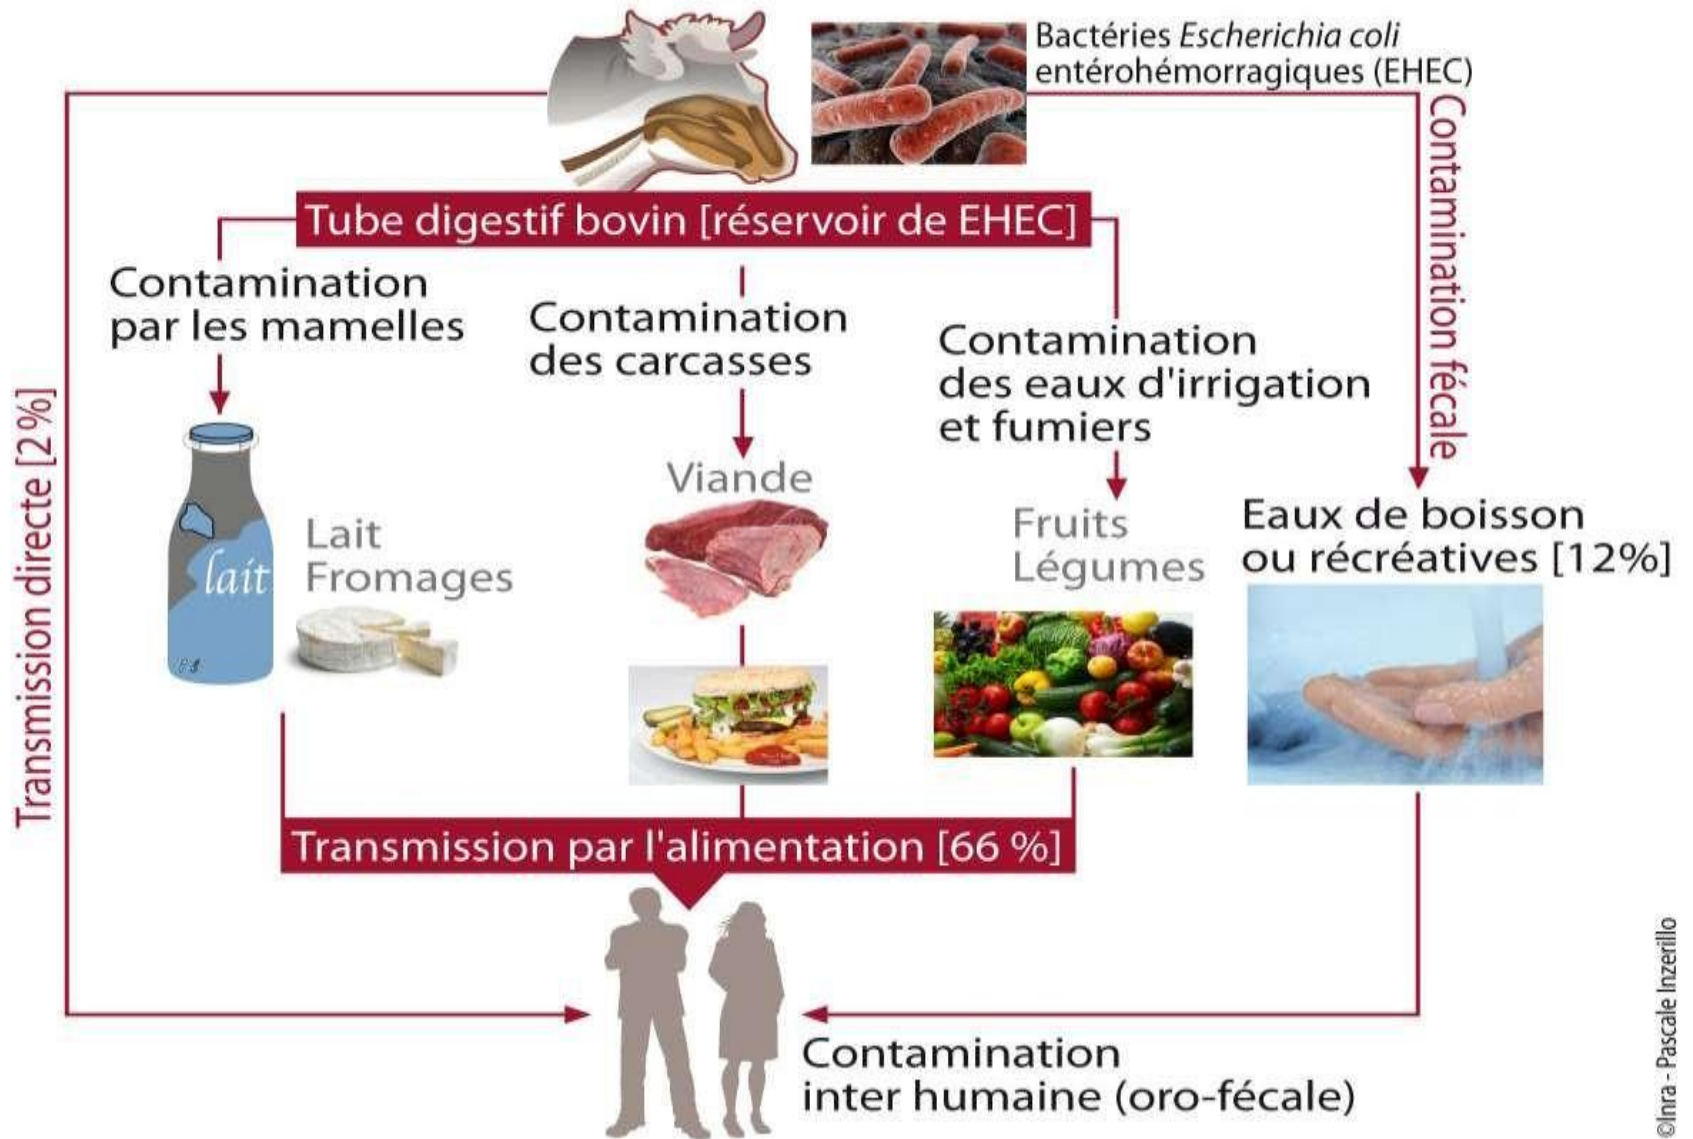 Bactéries Escherichia coli
entérohémorragiques (EHEC)
Tube digestif bovin [réservoir de EHEC]
Contamination
par les mamelles
Contamination
des carcasses
Contamination
des eaux d'irrigation
et fumiers
Contamination fécale
Transmission directe [2 %]
lait
Lait
Fromages
Viande
Fruits
Légumes
Eaux de boisson
ou récréatives [12%]
Transmission par l'alimentation [66 %]
Contamination
inter humaine (oro-fécale)
©Inra - Pascale Inzerillo